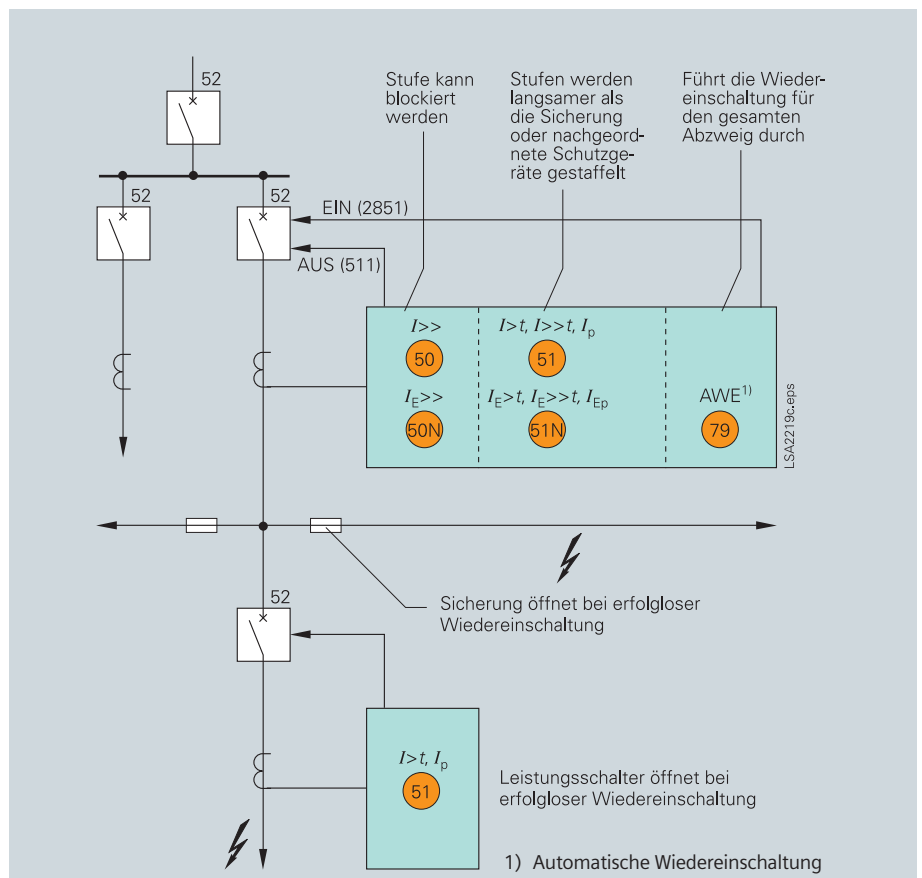 52
Stufe kann
blockiert
werden
Stufen werden
langsamer als
die Sicherung
oder nachgeord-
nete Schutzge-
räte gestaffelt
Führt die Wieder-
einschaltung für
den gesamten
Abzweig durch
52
52
EIN (2851)
AUS (511)
I>>
50
I>t, I>>t, Ip
51
IE>>
50N
IE>t, IE>>t, IEp
51N
AWE1)
79
LSA2219c.eps
Sicherung öffnet bei erfolgloser
Wiedereinschaltung
52
I>t, Ip
51
Leistungsschalter öffnet bei
erfolgloser Wiedereinschaltung
1) Automatische Wiedereinschaltung